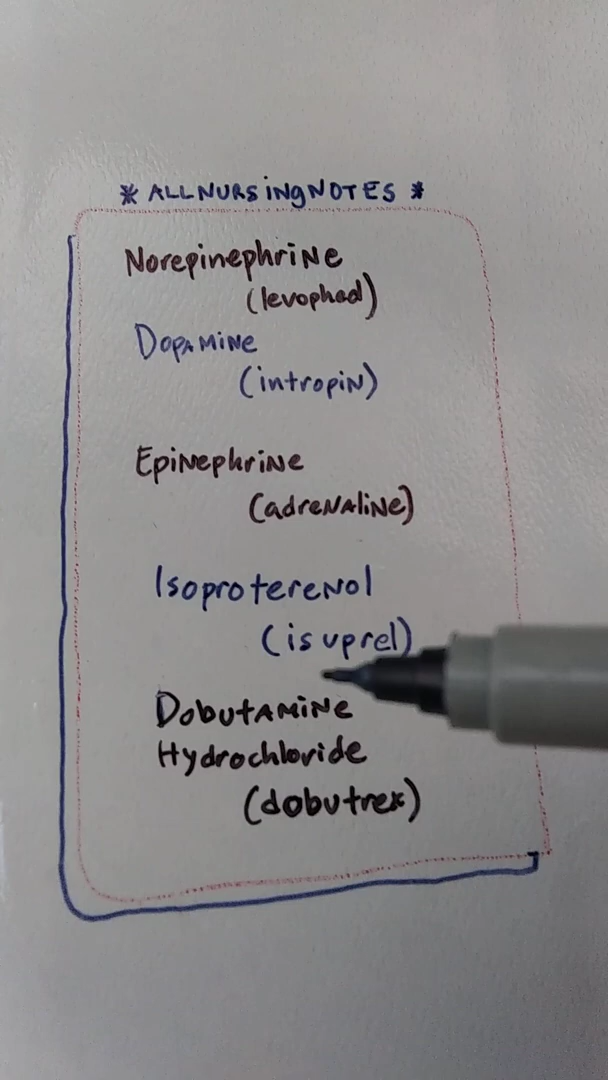 * ALLNURSINGNOTES *
Norepinephrine
(levophed)
Dopamine
(intropin)
Epinephrine
(adrenaline)
Isoproterenol
(isuprel)
Dobutamine
Hydrochloride
(dobutrex)